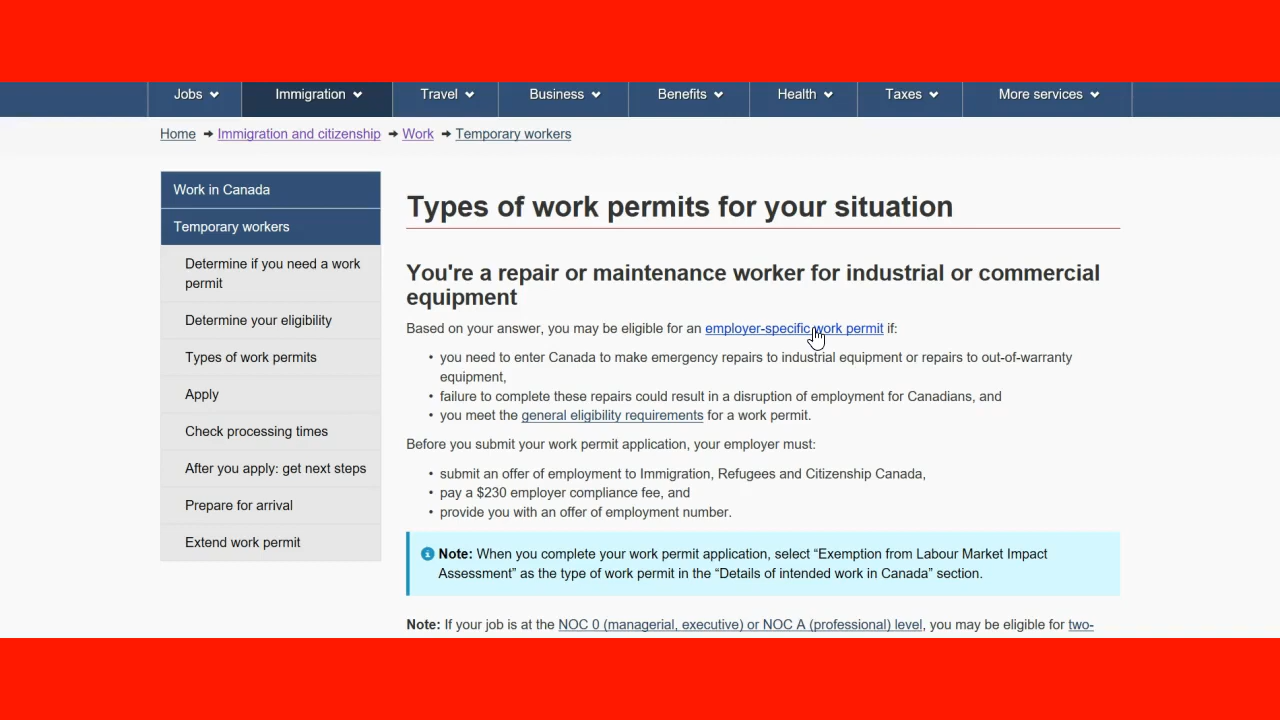 Jobs Immigration Travel Business Benefits Health Taxes More services
Home Immigration and citizenship Work Temporary workers
Work in Canada
Temporary workers
Determine if you need a work
permit
Determine your eligibility
Types of work permits
Apply
Check processing times
After you apply: get next steps
Prepare for arrival
Extend work permit
Types of work permits for your situation
You're a repair or maintenance worker for industrial or commercial
equipment
Based on your answer, you may be eligible for an employer-specific work permit if:
• you need to enter Canada to make emergency repairs to industrial equipment or repairs to out-of-warranty
equipment,
• failure to complete these repairs could result in a disruption of employment for Canadians, and
• you meet the general eligibility requirements for a work permit.
Before you submit your work permit application, your employer must:
• submit an offer of employment to Immigration, Refugees and Citizenship Canada,
• pay a $230 employer compliance fee, and
• provide you with an offer of employment number.
Note: When you complete your work permit application, select “Exemption from Labour Market Impact
Assessment” as the type of work permit in the “Details of intended work in Canada” section.
Note: If your job is at the NOC 0 (managerial, executive) or NOC A (professional) level, you may be eligible for two-